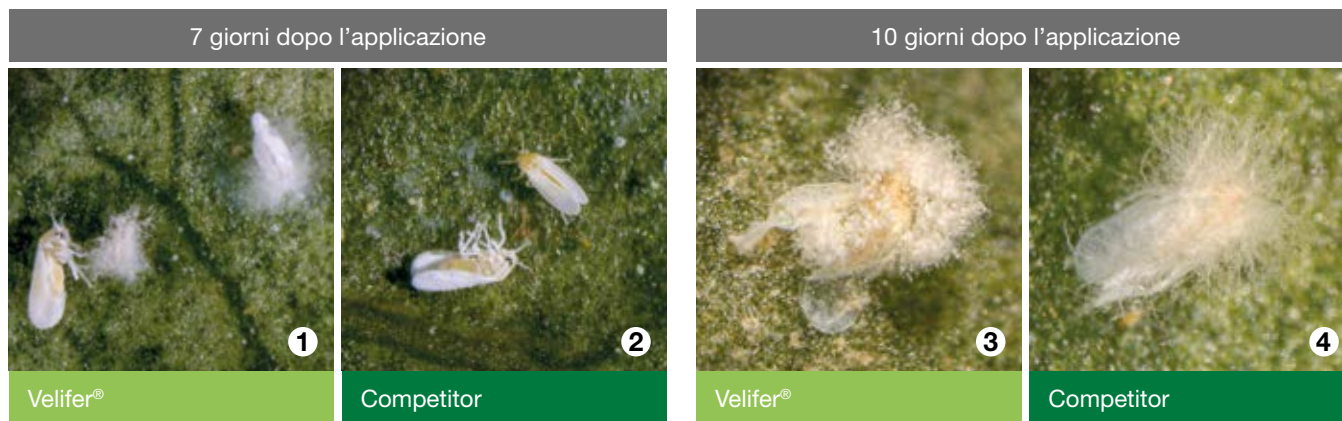 7 giorni dopo l’applicazione
10 giorni dopo l’applicazione
1
2
3
4
Velifer®
Competitor
Velifer®
Competitor